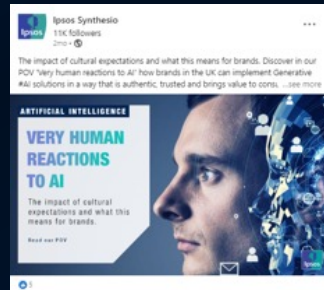 Ipsos Synthesio
Ipsos
11K followers
2mo •
The impact of cultural expectations and what this means for brands. Discover in our
POV 'Very human reactions to AI' how brands in the UK can implement Generative
#AI solutions in a way that is authentic, trusted and brings value to consu. ...see more
ARTIFICIAL INTELLIGENCE
VERY HUMAN
REACTIONS
TO AI
The impact of cultural
expectations and what this
means for brands.
Read our POV
Ipsos
5